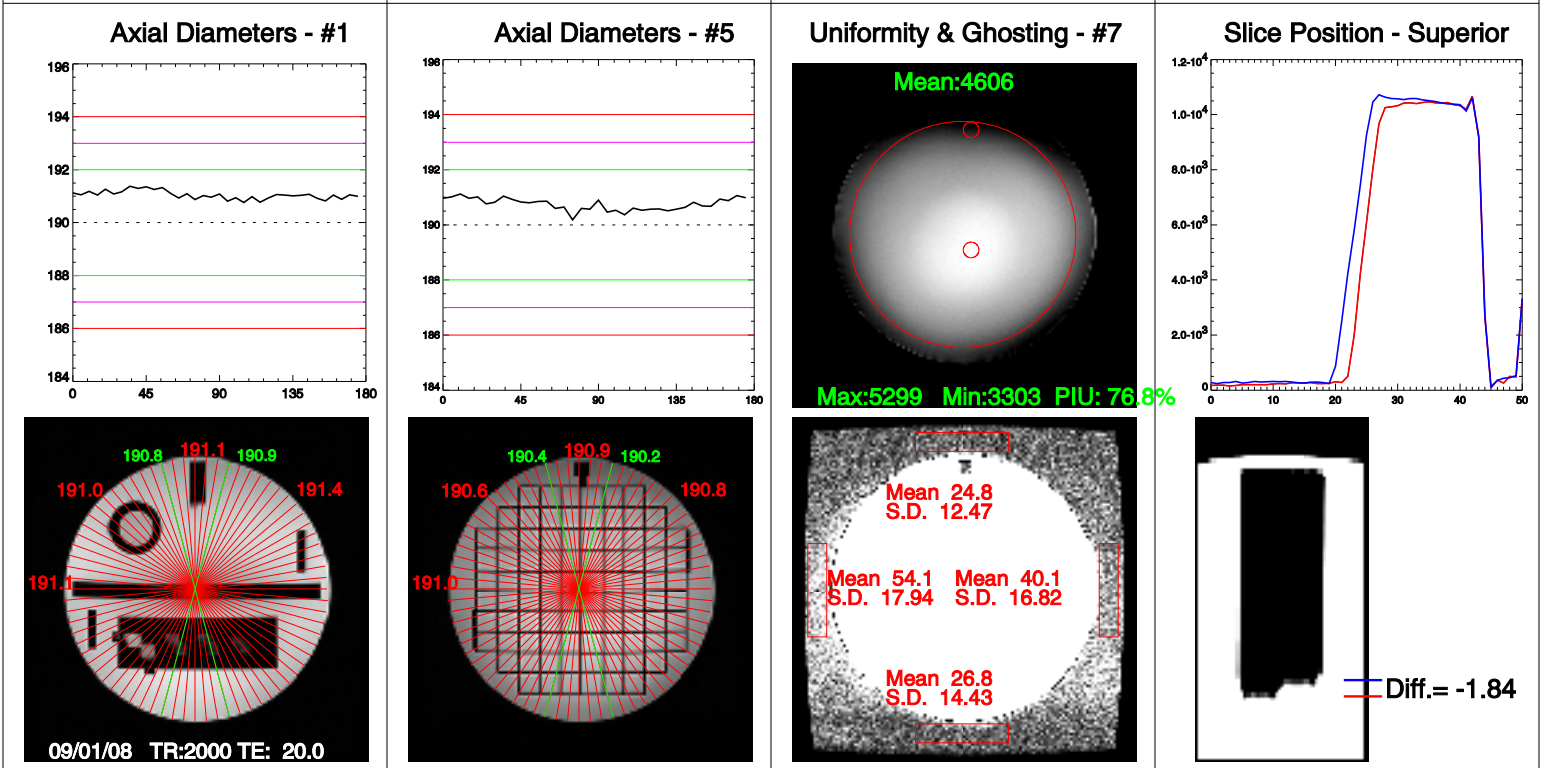 Axial Diameters - #1
196
194
192
190
188
186
184
0 45 90 135 180
191.1
190.8 190.9
191.0 191.4
191.1
09/01/08 TR:2000 TE: 20.0
Axial Diameters - #5
196
194
192
190
188
186
184
0 45 90 135 180
190.9
190.4 190.2
190.6 190.8
191.0
Uniformity & Ghosting - #7
Mean:4606
Max:5299 Min:3303 PIU: 76.8%
Mean 24.8
S.D. 12.47
Mean 54.1 Mean 40.1
S.D. 17.94 S.D. 16.82
Mean 26.8
S.D. 14.43
Slice Position - Superior
1.2·10⁴
1.0·10⁴
8.0·10³
6.0·10³
4.0·10³
2.0·10³
0
0 10 20 30 40 50
Diff.= -1.84